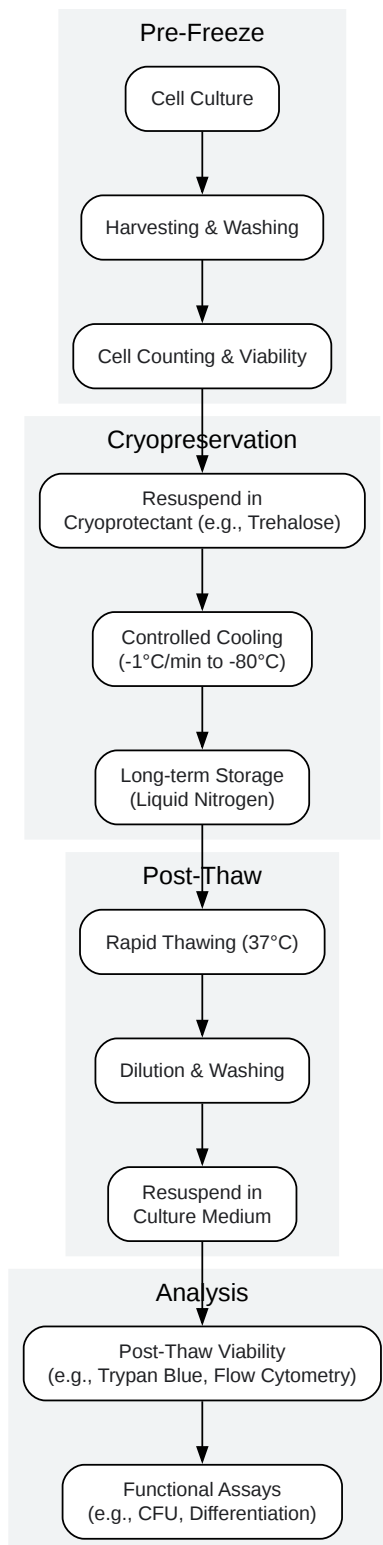 Pre-Freeze
Cell Culture
Harvesting & Washing
Cell Counting & Viability
Cryopreservation
Resuspend in
Cryoprotectant (e.g., Trehalose)
Controlled Cooling
(-1°C/min to -80°C)
Long-term Storage
(Liquid Nitrogen)
Post-Thaw
Rapid Thawing (37°C)
Dilution & Washing
Resuspend in
Culture Medium
Analysis
Post-Thaw Viability
(e.g., Trypan Blue, Flow Cytometry)
Functional Assays
(e.g., CFU, Differentiation)